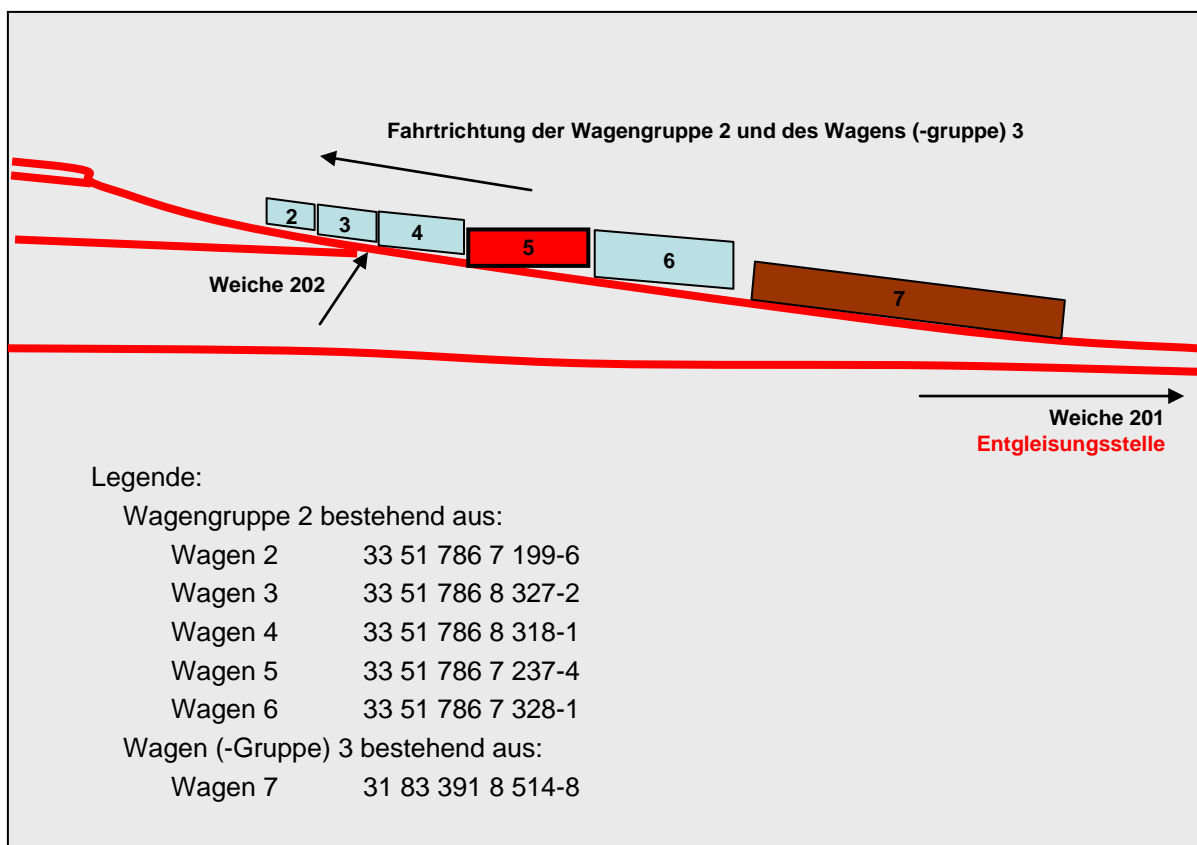 Fahrtrichtung der Wagengruppe 2 und des Wagens (-gruppe) 3
2
3
4
5
6
7
Weiche 202
Weiche 201
Entgleisungsstelle
Legende:
Wagengruppe 2 bestehend aus:
Wagen 2 33 51 786 7 199-6
Wagen 3 33 51 786 8 327-2
Wagen 4 33 51 786 8 318-1
Wagen 5 33 51 786 7 237-4
Wagen 6 33 51 786 7 328-1
Wagen (-Gruppe) 3 bestehend aus:
Wagen 7 31 83 391 8 514-8